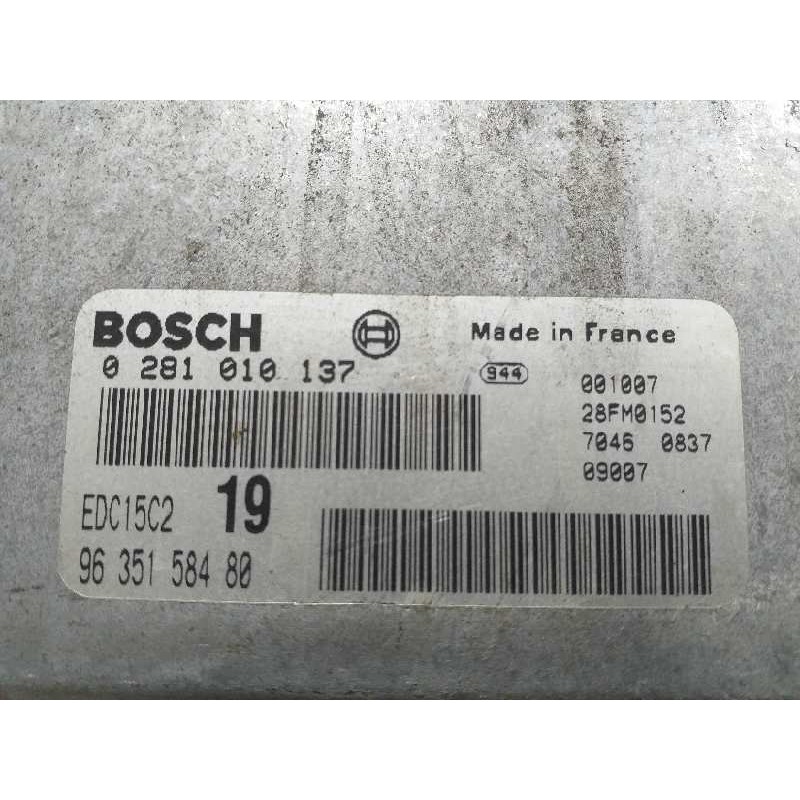 BOSCH
Made in France
0 281 010 137
944
001007
28FM0152
7046 0837
09007
EDC15C2 19
96 351 584 80